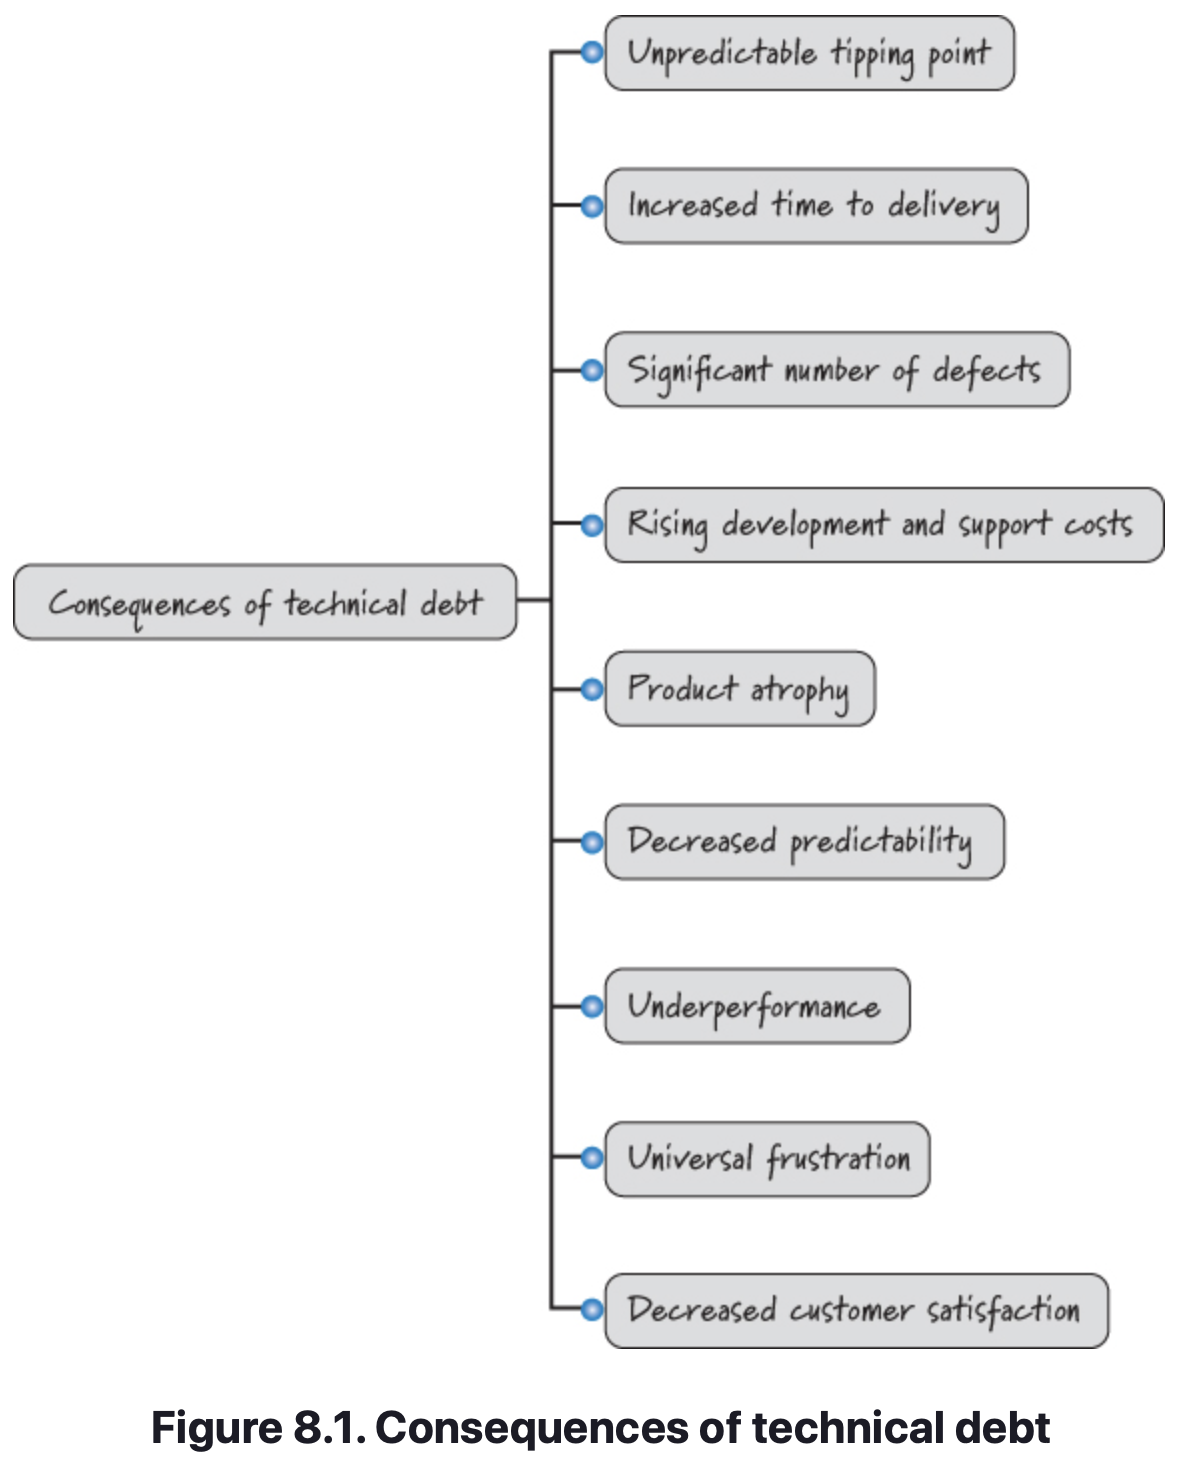 Unpredictable tipping point
Increased time to delivery
Significant number of defects
Rising development and support costs
Consequences of technical debt
Product atrophy
Decreased predictability
Underperformance
Universal frustration
Decreased customer satisfaction
Figure 8.1. Consequences of technical debt